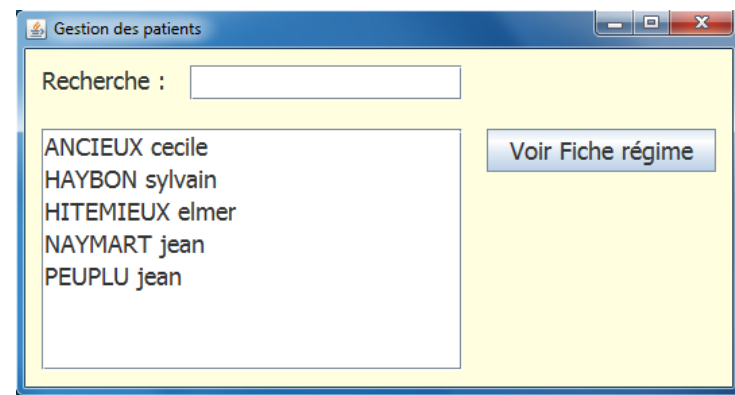 Gestion des patients
Recherche :
ANCIEUX cecile
Voir Fiche régime
HAYBON sylvain
HITEMIEUX elmer
NAYMART jean
PEUPLU jean